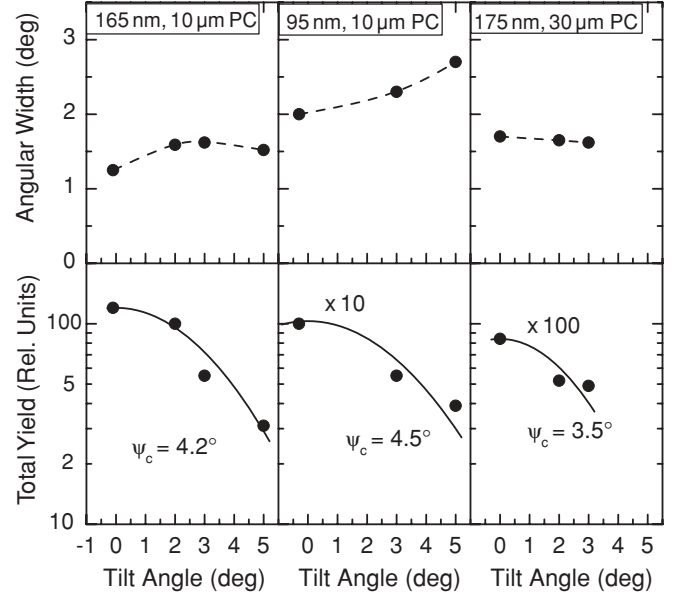 165 nm, 10 µm PC
95 nm, 10 µm PC
175 nm, 30 µm PC
Angular Width (deg)
3
2
1
0
Total Yield (Rel. Units)
100
5
2
10
x 10
x 100
ψc = 4.2°
ψc = 4.5°
ψc = 3.5°
-1 0 1 2 3 4 5
0 1 2 3 4 5
0 1 2 3 4 5
Tilt Angle (deg)
Tilt Angle (deg)
Tilt Angle (deg)